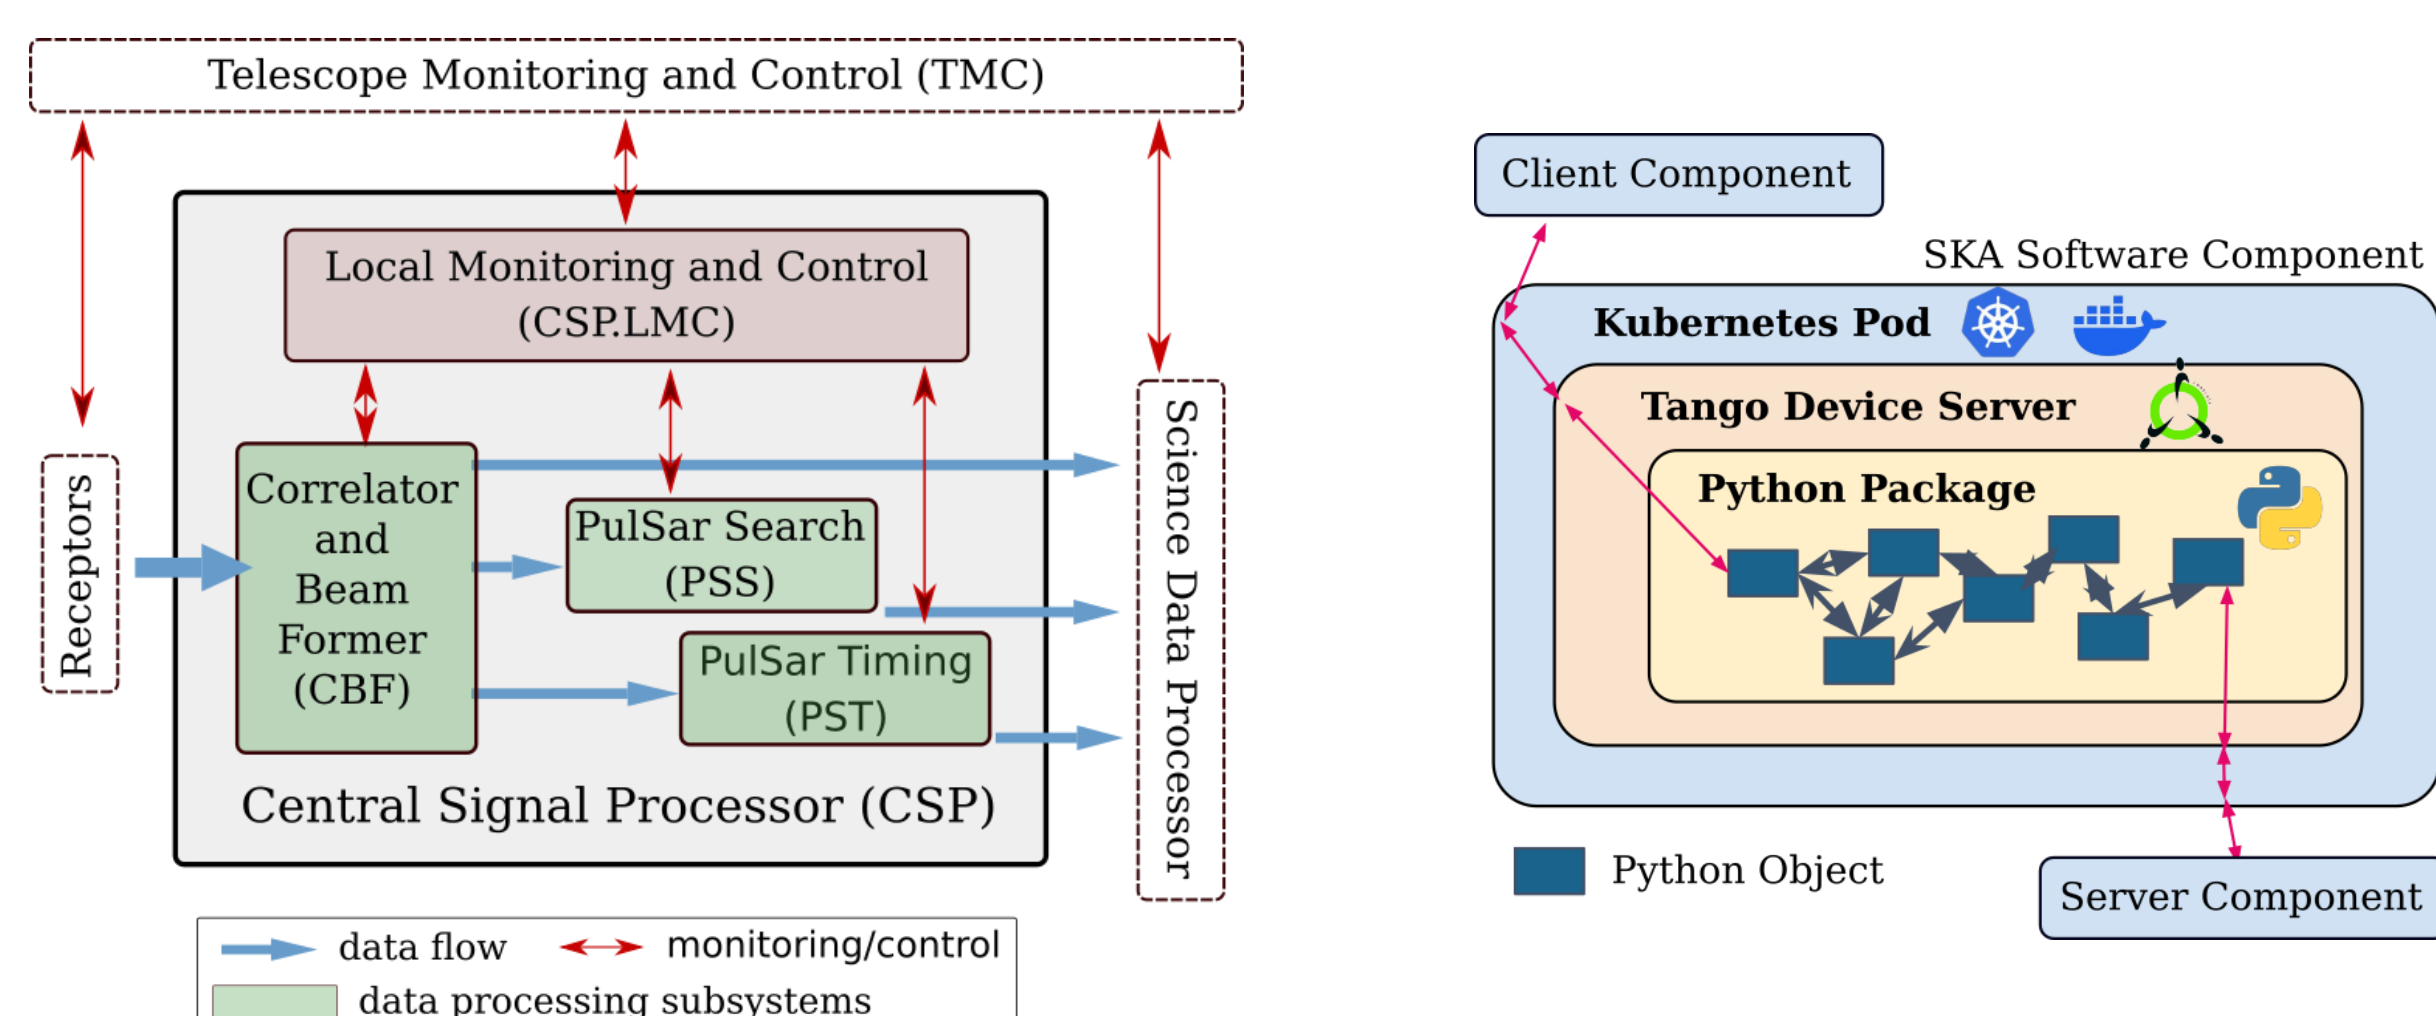 Telescope Monitoring and Control (TMC)
Local Monitoring and Control
(CSP.LMC)
Receptors
Correlator
and
Beam
Former
(CBF)
PulSar Search
(PSS)
PulSar Timing
(PST)
Science Data Processor
Central Signal Processor (CSP)
data flow
monitoring/control
data processing subsystems
Client Component
SKA Software Component
Kubernetes Pod
Tango Device Server
Python Package
Python Object
Server Component